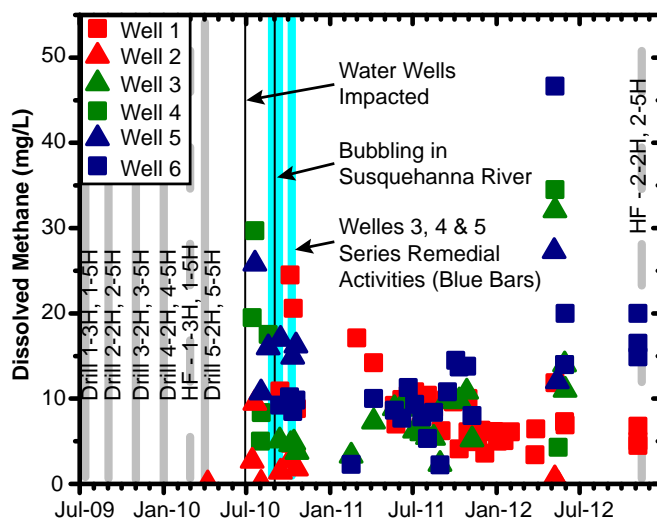 50
40
30
20
10
0
Dissolved Methane (mg/L)
Well 1
Well 2
Well 3
Well 4
Well 5
Well 6
Drill 1-3H, 1-5H
Drill 2-2H, 2-5H
Drill 3-2H, 3-5H
Drill 4-2H, 4-5H
HF - 1-3H, 1-5H
Drill 5-2H, 5-5H
Water Wells
Impacted
Bubbling in
Susquehanna River
Welles 3, 4 & 5
Series Remedial
Activities (Blue Bars)
HF - 2-2H, 2-5H
Jul-09
Jan-10
Jul-10
Jan-11
Jul-11
Jan-12
Jul-12